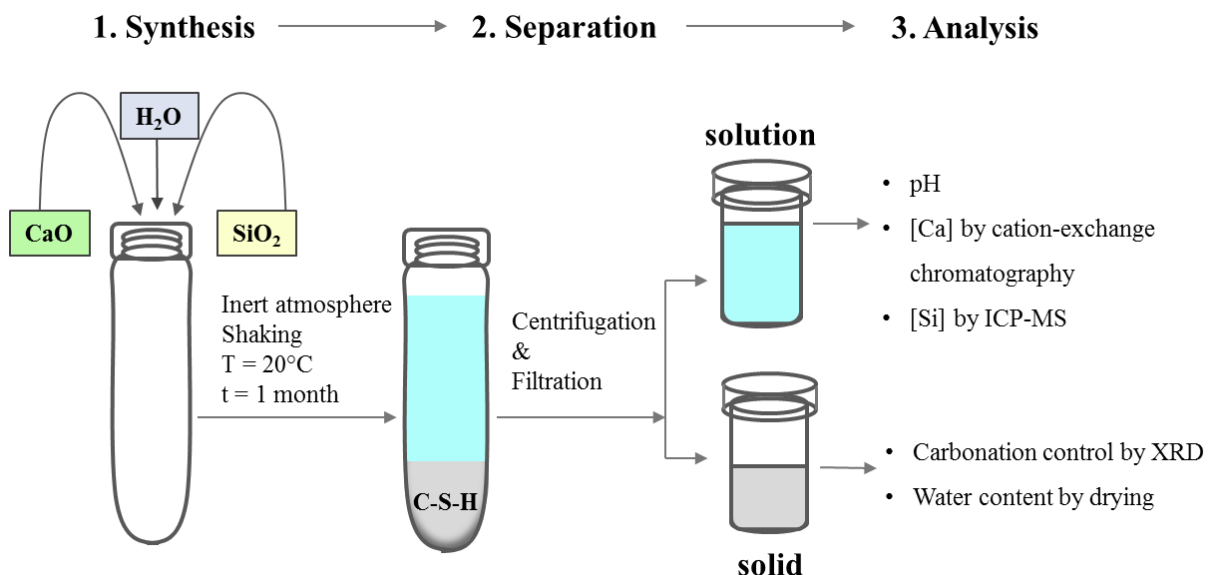 1. Synthesis
2. Separation
3. Analysis
H₂O
CaO
SiO₂
Inert atmosphere
Shaking
T = 20°C
t = 1 month
C-S-H
Centrifugation
&
Filtration
solution
• pH
• [Ca] by cation-exchange
chromatography
• [Si] by ICP-MS
• Carbonation control by XRD
• Water content by drying
solid